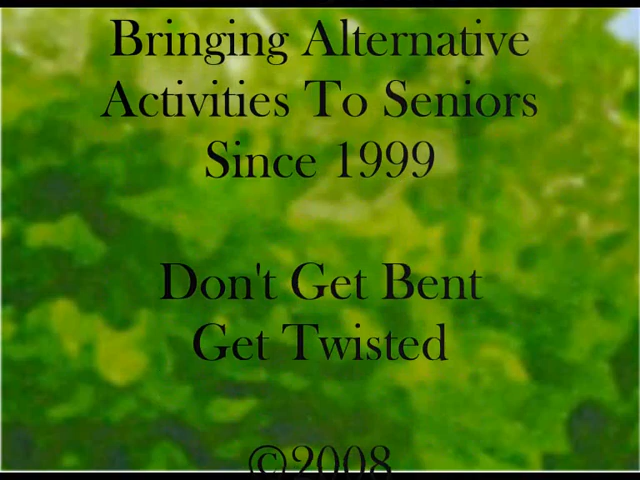 Bringing Alternative
Activities To Seniors
Since 1999
Don't Get Bent
Get Twisted
©2008